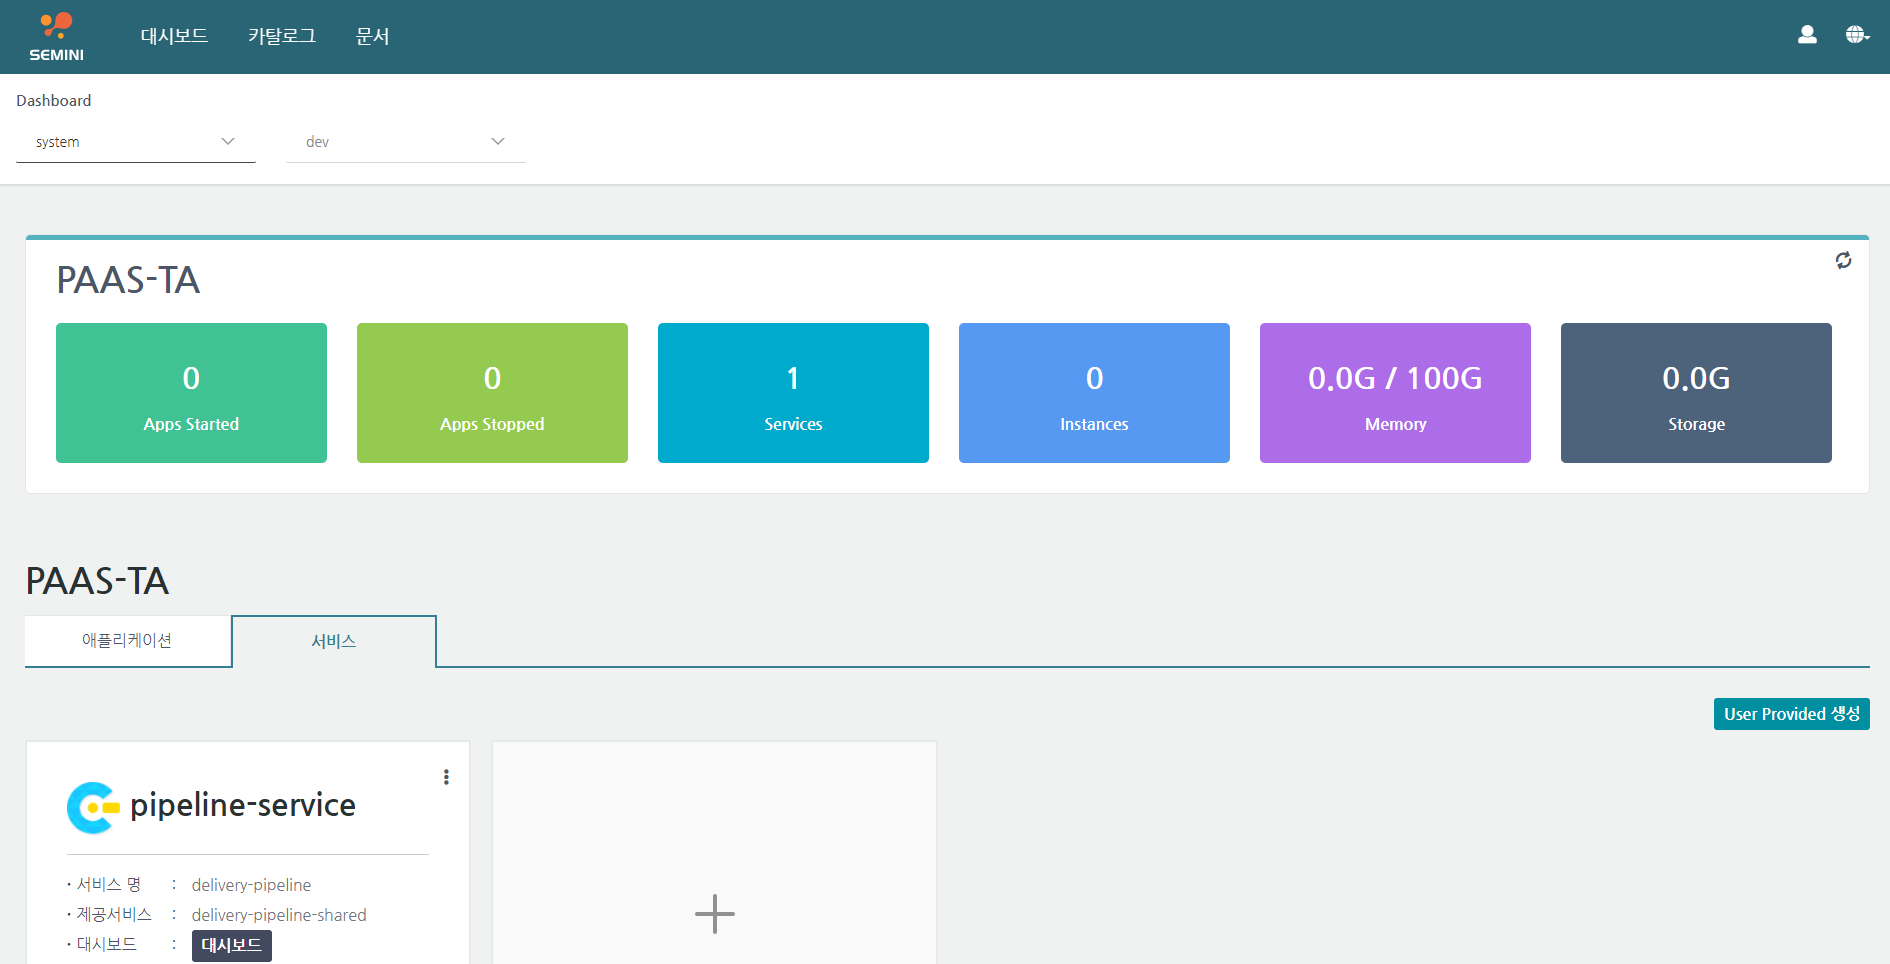 SEMINI
대시보드 카탈로그 문서
Dashboard
system dev
PAAS-TA
0 0 1 0 0.0G / 100G 0.0G
Apps Started Apps Stopped Services Instances Memory Storage
PAAS-TA
애플리케이션 서비스
User Provided 생성
pipeline-service
· 서비스 명 : delivery-pipeline
· 제공서비스 : delivery-pipeline-shared
· 대시보드 : 대시보드